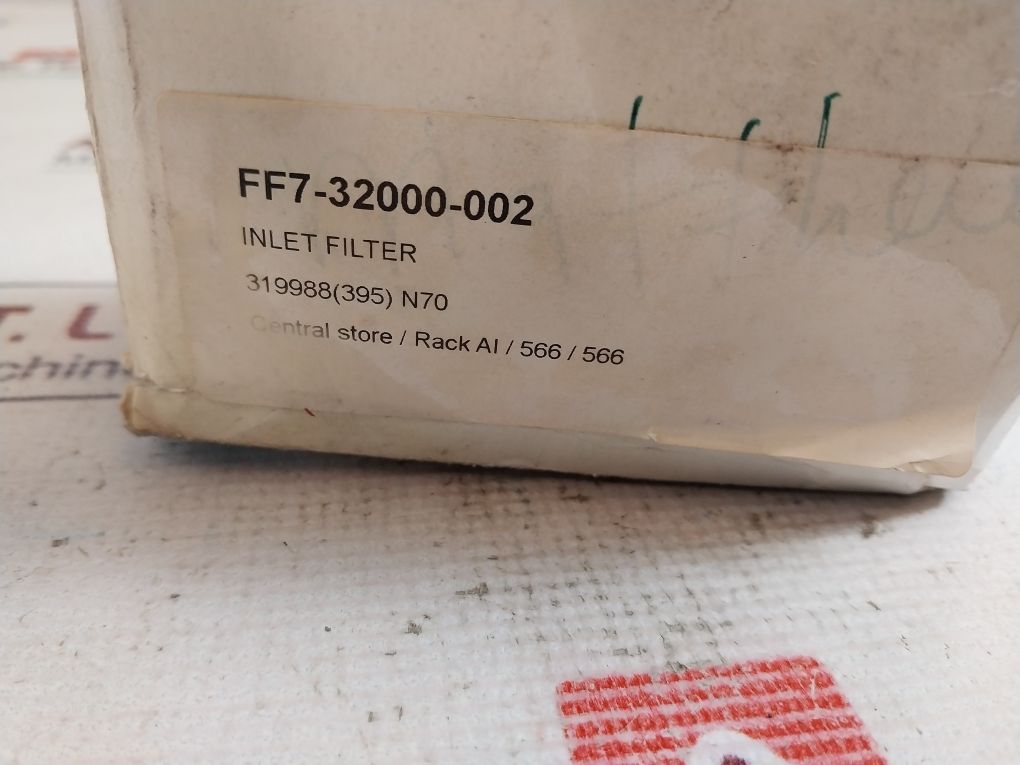 FF7-32000-002
INLET FILTER
319988(395) N70
Central store / Rack AI / 566 / 566
T. L